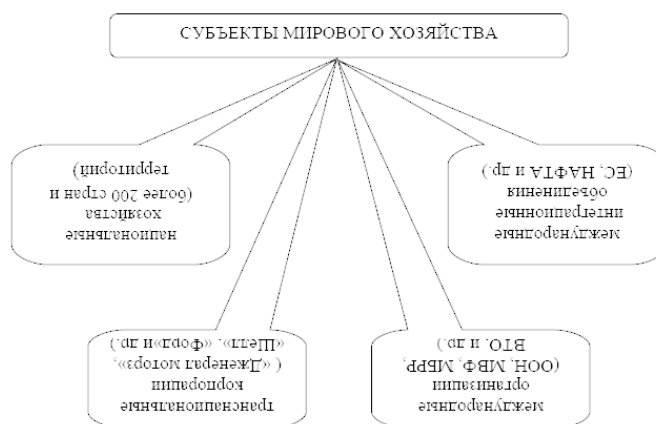 СУБЪЕКТЫ МИРОВОГО ХОЗЯЙСТВА
национальные
хозяйства
(более 200 стран и
территорий)
международные
интеграционные
объединения
(ЕС, НАФТА и др.)
транснациональные
корпорации
( «Дженерал моторз»,
«Шелл», «Форд»и др.)
международные
организации
(ООН, МВФ, МБРР,
ВТО, и др.)